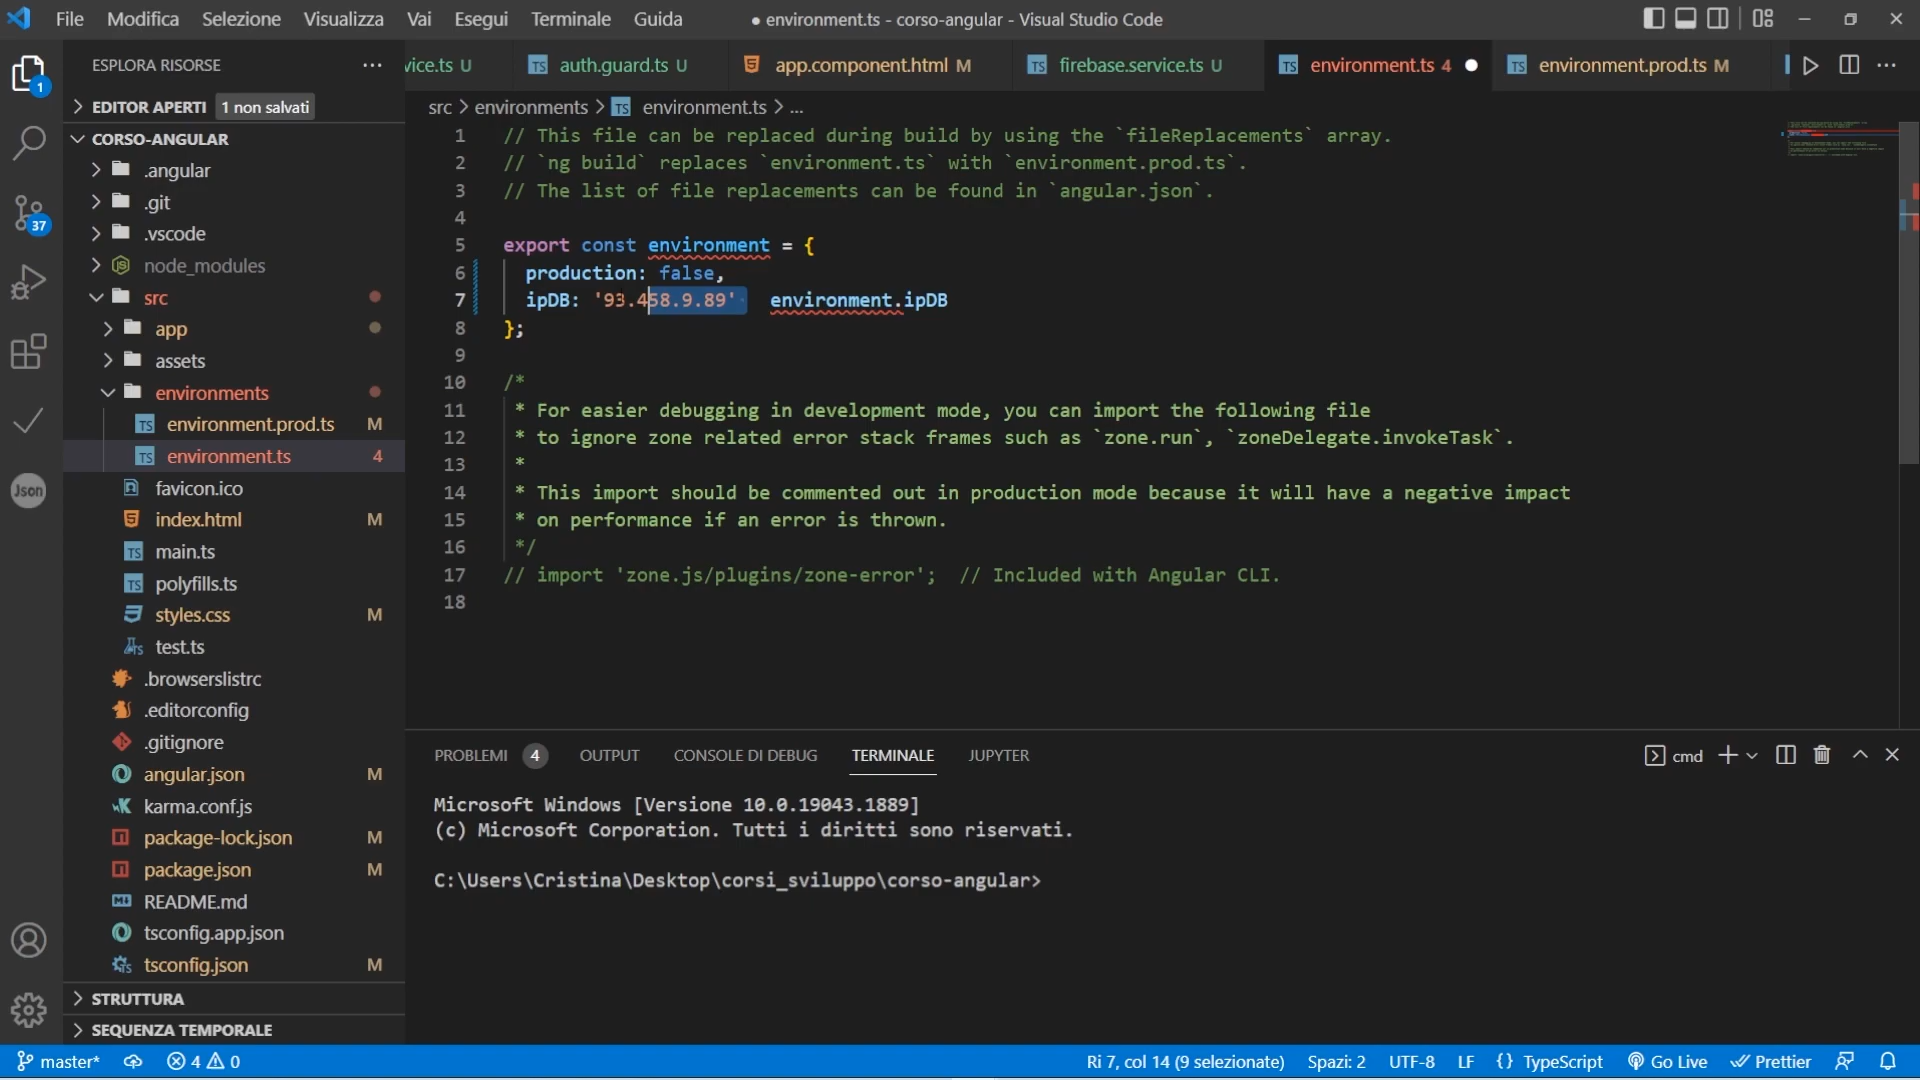 File Modifica Selezione Visualizza Vai Esegui Terminale Guida ● environment.ts - corso-angular - Visual Studio Code
ESPLORA RISORSE ...
vice.ts U
TS auth.guard.ts U
app.component.html M
TS firebase.service.ts U
TS environment.ts 4
TS environment.prod.ts M
1
37
Json
EDITOR APERTI 1 non salvati
CORSO-ANGULAR
.angular
.git
.vscode
node_modules
src
app
assets
environments
TS environment.prod.ts M
TS environment.ts 4
favicon.ico
index.html M
TS main.ts
TS polyfills.ts
styles.css M
test.ts
.browserslistrc
.editorconfig
.gitignore
angular.json M
karma.conf.js
package-lock.json M
package.json M
README.md
tsconfig.app.json
tsconfig.json M
STRUTTURA
SEQUENZA TEMPORALE
src > environments > TS environment.ts > ...
1 // This file can be replaced during build by using the `fileReplacements` array.
2 // `ng build` replaces `environment.ts` with `environment.prod.ts`.
3 // The list of file replacements can be found in `angular.json`.
4
5 export const environment = {
6 production: false,
7 ipDB: '93.458.9.89' environment.ipDB
8 };
9
10 /*
11 * For easier debugging in development mode, you can import the following file
12 * to ignore zone related error stack frames such as `zone.run`, `zoneDelegate.invokeTask`.
13 *
14 * This import should be commented out in production mode because it will have a negative impact
15 * on performance if an error is thrown.
16 */
17 // import 'zone.js/plugins/zone-error'; // Included with Angular CLI.
18
PROBLEMI 4 OUTPUT CONSOLE DI DEBUG TERMINALE JUPYTER cmd
Microsoft Windows [Versione 10.0.19043.1889]
(c) Microsoft Corporation. Tutti i diritti sono riservati.
C:\Users\Cristina\Desktop\corsi_sviluppo\corso-angular>
master* 4 0 Ri 7, col 14 (9 selezionate) Spazi: 2 UTF-8 LF {} TypeScript Go Live Prettier